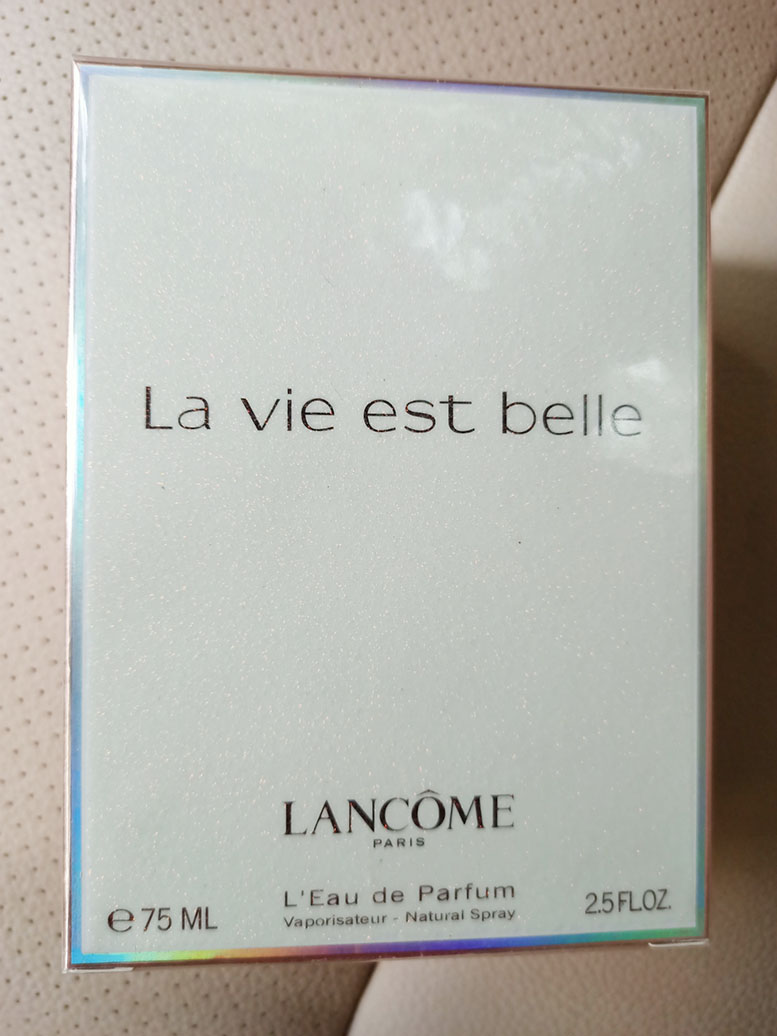 La vie est belle
LANCÔME
PARIS
L'Eau de Parfum
Vaporisateur - Natural Spray
℮ 75 ML
2.5 FL.OZ.